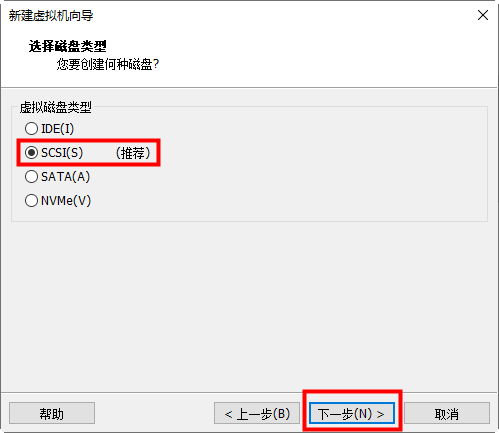 新建虚拟机向导
选择磁盘类型
您要创建何种磁盘?
虚拟磁盘类型
IDE(I)
SCSI(S) （推荐）
SATA(A)
NVMe(V)
帮助 < 上一步(B) 下一步(N) > 取消